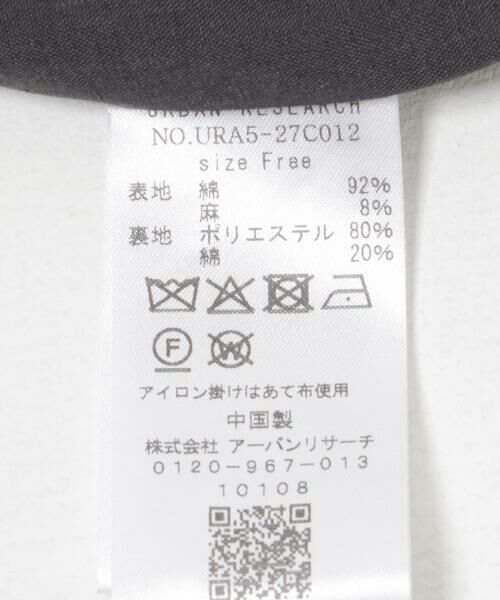 URBAN RESEARCH
NO.URA5-27C012
size Free
表地 綿 92%
麻 8%
裏地 ポリエステル 80%
綿 20%
F W
アイロン掛けはあて布使用
中国製
株式会社 アーバンリサーチ
0120-967-013
10108